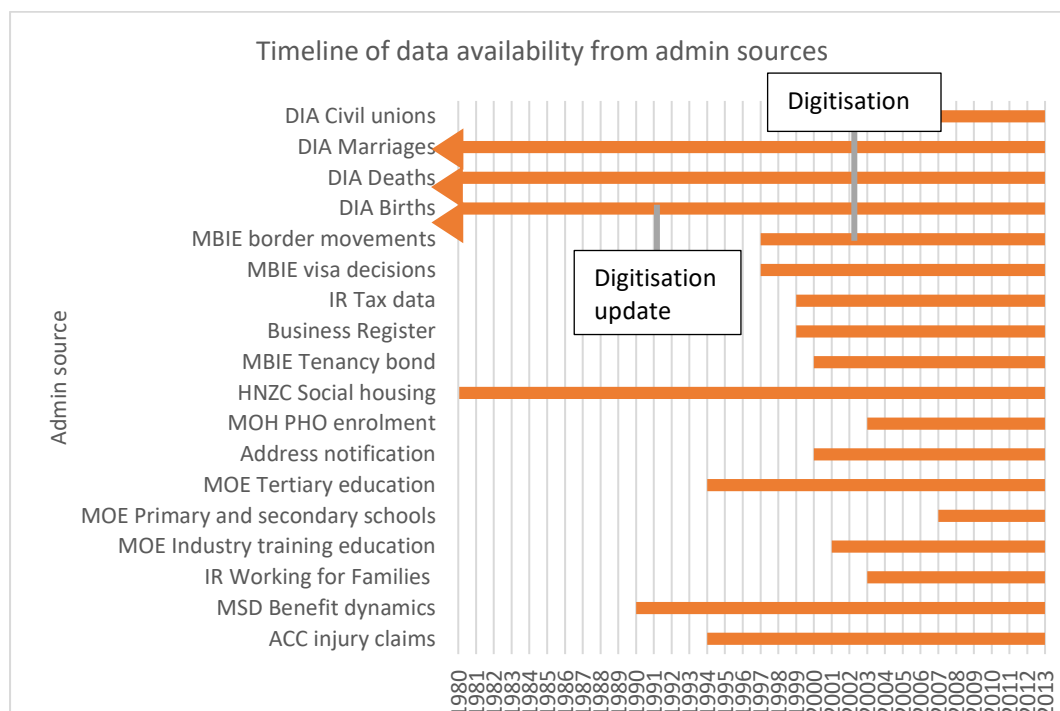 Timeline of data availability from admin sources
Digitisation
DIA Civil unions
DIA Marriages
DIA Deaths
DIA Births
MBIE border movements
MBIE visa decisions
Digitisation
update
IR Tax data
Business Register
MBIE Tenancy bond
HNZC Social housing
MOH PHO enrolment
Address notification
MOE Tertiary education
MOE Primary and secondary schools
MOE Industry training education
IR Working for Families
MSD Benefit dynamics
ACC injury claims
Admin source
1980
1981
1982
1983
1984
1985
1986
1987
1988
1989
1990
1991
1992
1993
1994
1995
1996
1997
1998
1999
2000
2001
2002
2003
2004
2005
2006
2007
2008
2009
2010
2011
2012
2013